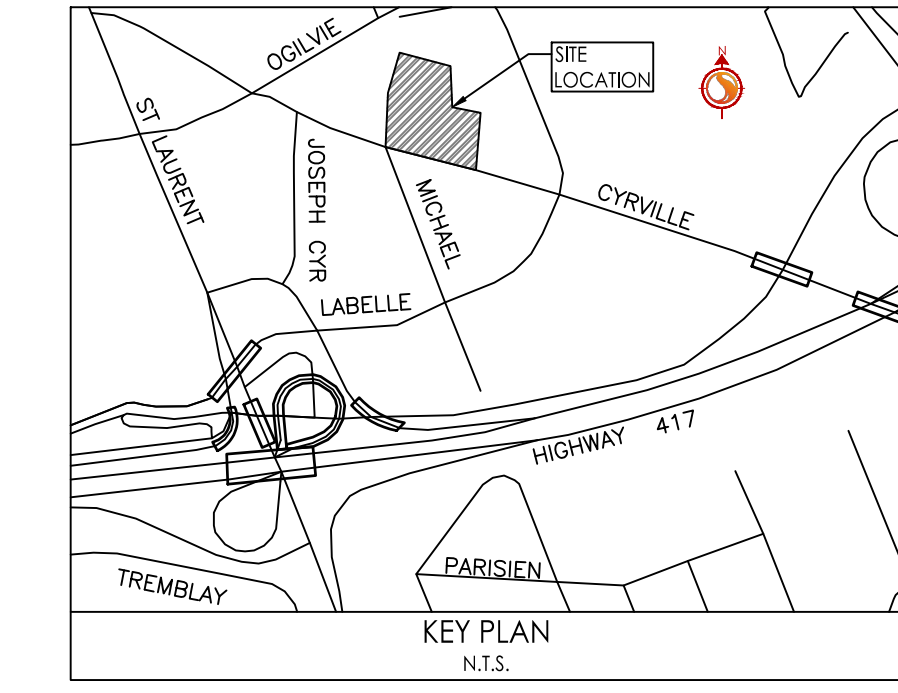 OGILVIE
SITE
LOCATION
N
ST LAURENT
JOSEPH CYR
MICHAEL
CYRVILLE
LABELLE
HIGHWAY 417
PARISIEN
TREMBLAY
KEY PLAN
N.T.S.